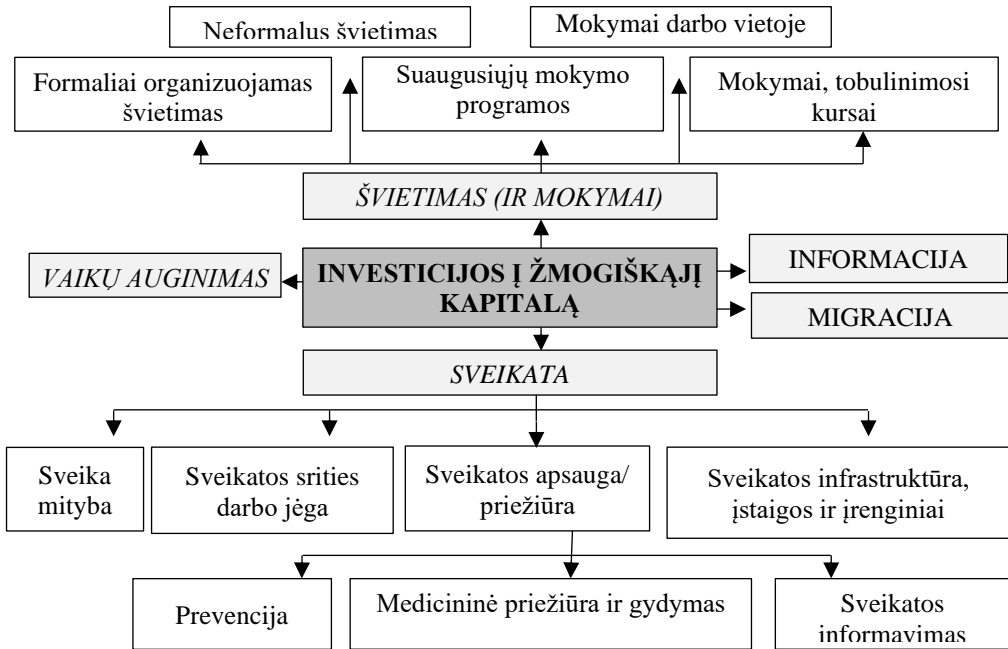 Neformalus švietimas
Mokymai darbo vietoje
Formaliai organizuojamas
švietimas
Suaugusiųjų mokymo
programos
Mokymai, tobulinimosi
kursai
ŠVIETIMAS (IR MOKYMAI)
VAIKŲ AUGINIMAS
INVESTICIJOS Į ŽMOGIŠKĄJĮ
KAPITALĄ
INFORMACIJA
MIGRACIJA
SVEIKATA
Sveika
mityba
Sveikatos srities
darbo jėga
Sveikatos apsauga/
priežiūra
Sveikatos infrastruktūra,
įstaigos ir įrenginiai
Prevencija
Medicininė priežiūra ir gydymas
Sveikatos
informavimas